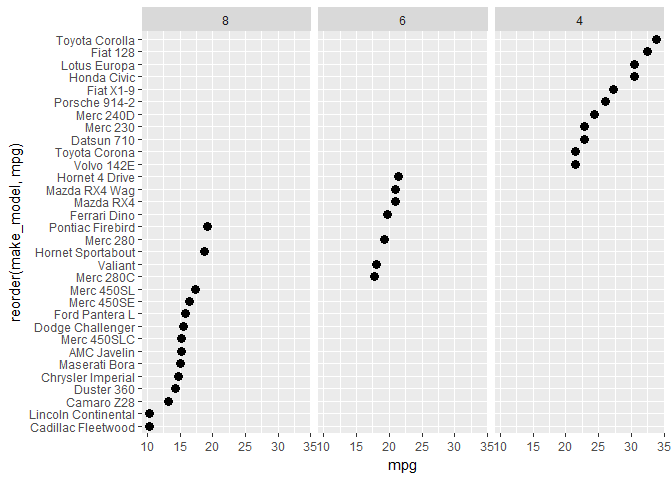 8 6 4
Toyota Corolla
Fiat 128
Lotus Europa
Honda Civic
Fiat X1-9
Porsche 914-2
Merc 240D
Merc 230
Datsun 710
Toyota Corona
Volvo 142E
Hornet 4 Drive
Mazda RX4 Wag
Mazda RX4
Ferrari Dino
Pontiac Firebird
Merc 280
Hornet Sportabout
Valiant
Merc 280C
Merc 450SL
Merc 450SE
Ford Pantera L
Dodge Challenger
Merc 450SLC
AMC Javelin
Maserati Bora
Chrysler Imperial
Duster 360
Camaro Z28
Lincoln Continental
Cadillac Fleetwood
reorder(make_model, mpg)
10 15 20 25 30 35 10 15 20 25 30 35 10 15 20 25 30 35
mpg